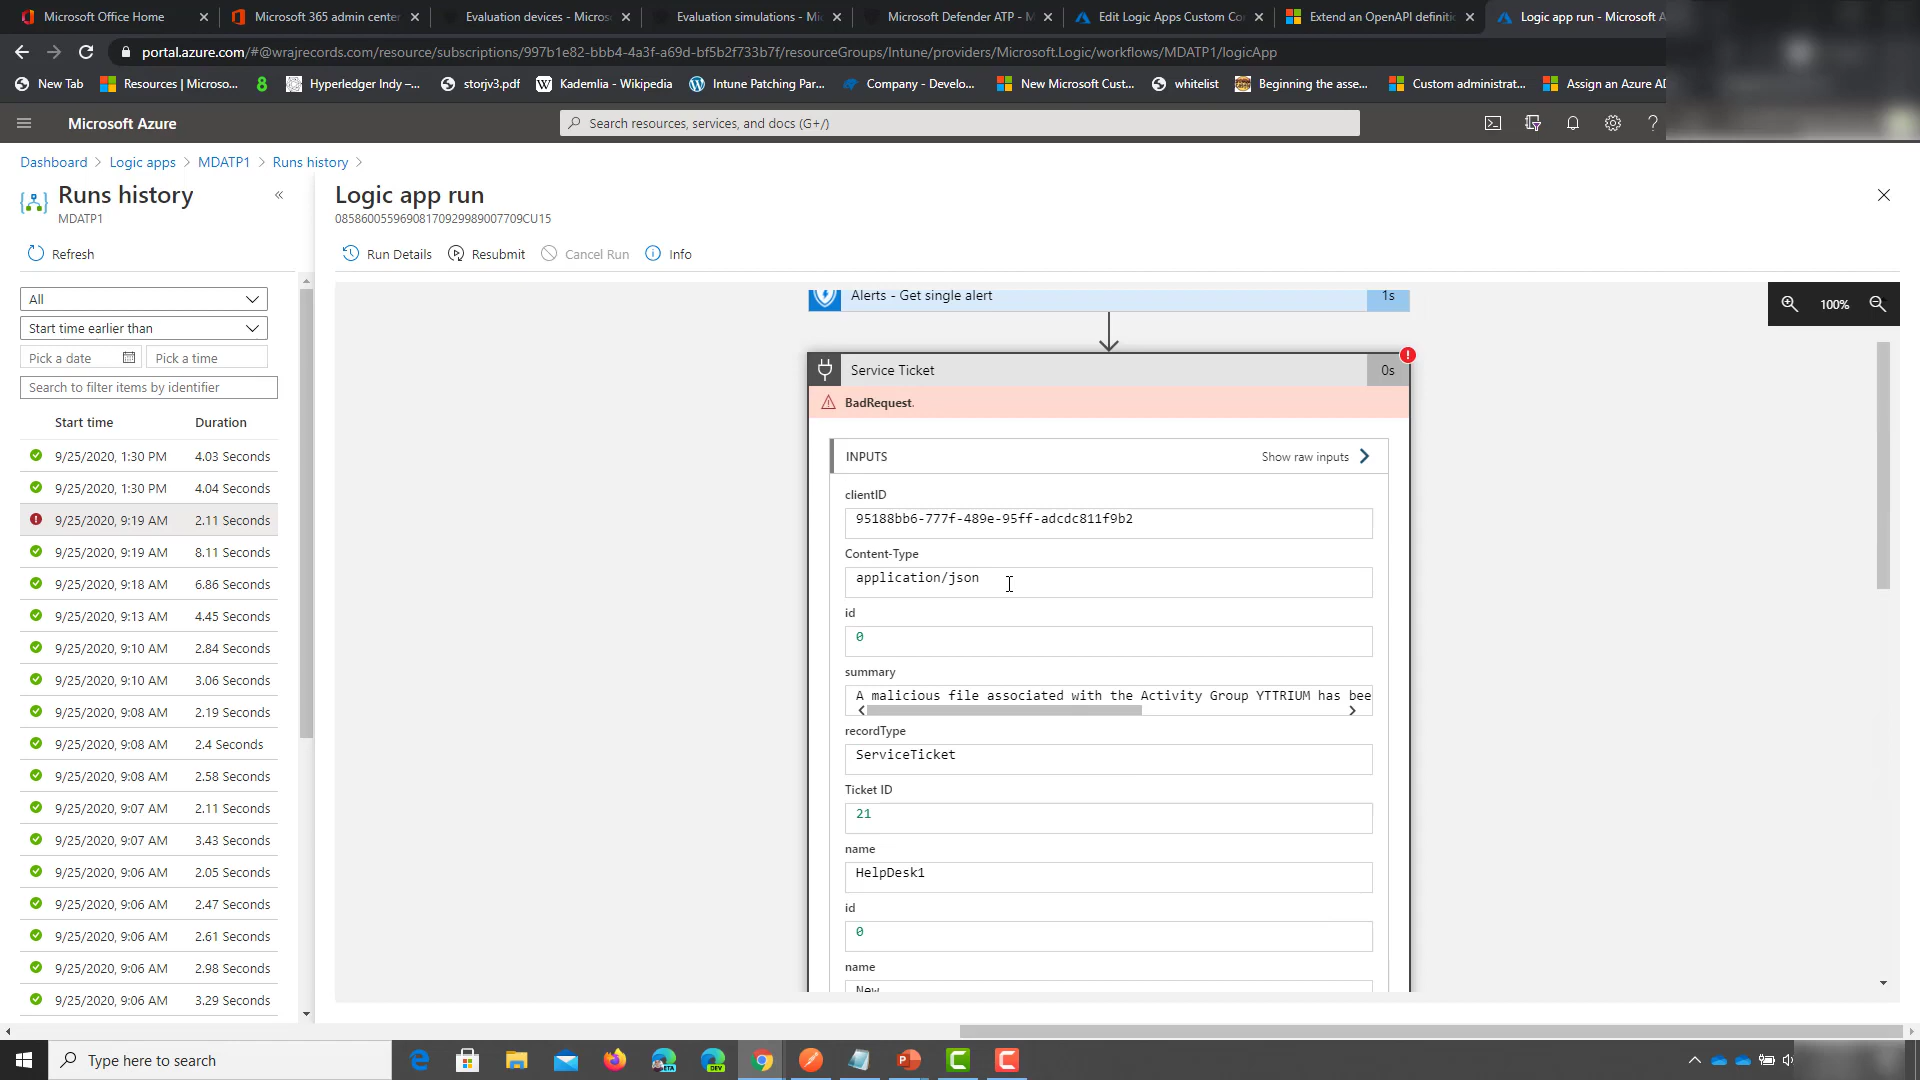 Microsoft Office Home
Microsoft 365 admin center
Evaluation devices - Micros
Evaluation simulations - Mi
Microsoft Defender ATP - M
Edit Logic Apps Custom Co
Extend an OpenAPI definiti
Logic app run - Microsoft A
portal.azure.com/#@wrajrecords.com/resource/subscriptions/997b1e82-bbb4-4a3f-a69d-bf5b2f733b7f/resourceGroups/Intune/providers/Microsoft.Logic/workflows/MDATP1/logicApp
New Tab
Resources | Microso...
8
Hyperledger Indy —...
storjv3.pdf
W Kademlia - Wikipedia
Intune Patching Par...
Company - Develo...
New Microsoft Cust...
whitelist
Beginning the asse...
Custom administrat...
Assign an Azure AD
Microsoft Azure
Search resources, services, and docs (G+/)
?
Dashboard > Logic apps > MDATP1 > Runs history >
Runs history
«
MDATP1
Refresh
All
Start time earlier than
Pick a date
Pick a time
Search to filter items by identifier
Start time Duration
9/25/2020, 1:30 PM 4.03 Seconds
9/25/2020, 1:30 PM 4.04 Seconds
9/25/2020, 9:19 AM 2.11 Seconds
9/25/2020, 9:19 AM 8.11 Seconds
9/25/2020, 9:18 AM 6.86 Seconds
9/25/2020, 9:13 AM 4.45 Seconds
9/25/2020, 9:10 AM 2.84 Seconds
9/25/2020, 9:10 AM 3.06 Seconds
9/25/2020, 9:08 AM 2.19 Seconds
9/25/2020, 9:08 AM 2.4 Seconds
9/25/2020, 9:08 AM 2.58 Seconds
9/25/2020, 9:07 AM 2.11 Seconds
9/25/2020, 9:07 AM 3.43 Seconds
9/25/2020, 9:06 AM 2.05 Seconds
9/25/2020, 9:06 AM 2.47 Seconds
9/25/2020, 9:06 AM 2.61 Seconds
9/25/2020, 9:06 AM 2.98 Seconds
9/25/2020, 9:06 AM 3.29 Seconds
Logic app run
08586005596908170929989007709CU15
Run Details
Resubmit
Cancel Run
Info
100%
Alerts - Get single alert 1s
Service Ticket 0s
!
BadRequest.
INPUTS
Show raw inputs
clientID
95188bb6-777f-489e-95ff-adcdc811f9b2
Content-Type
application/json
id
0
summary
A malicious file associated with the Activity Group YTTRIUM has bee
recordType
ServiceTicket
Ticket ID
21
name
HelpDesk1
id
0
name
New
Type here to search
BETA
DEV